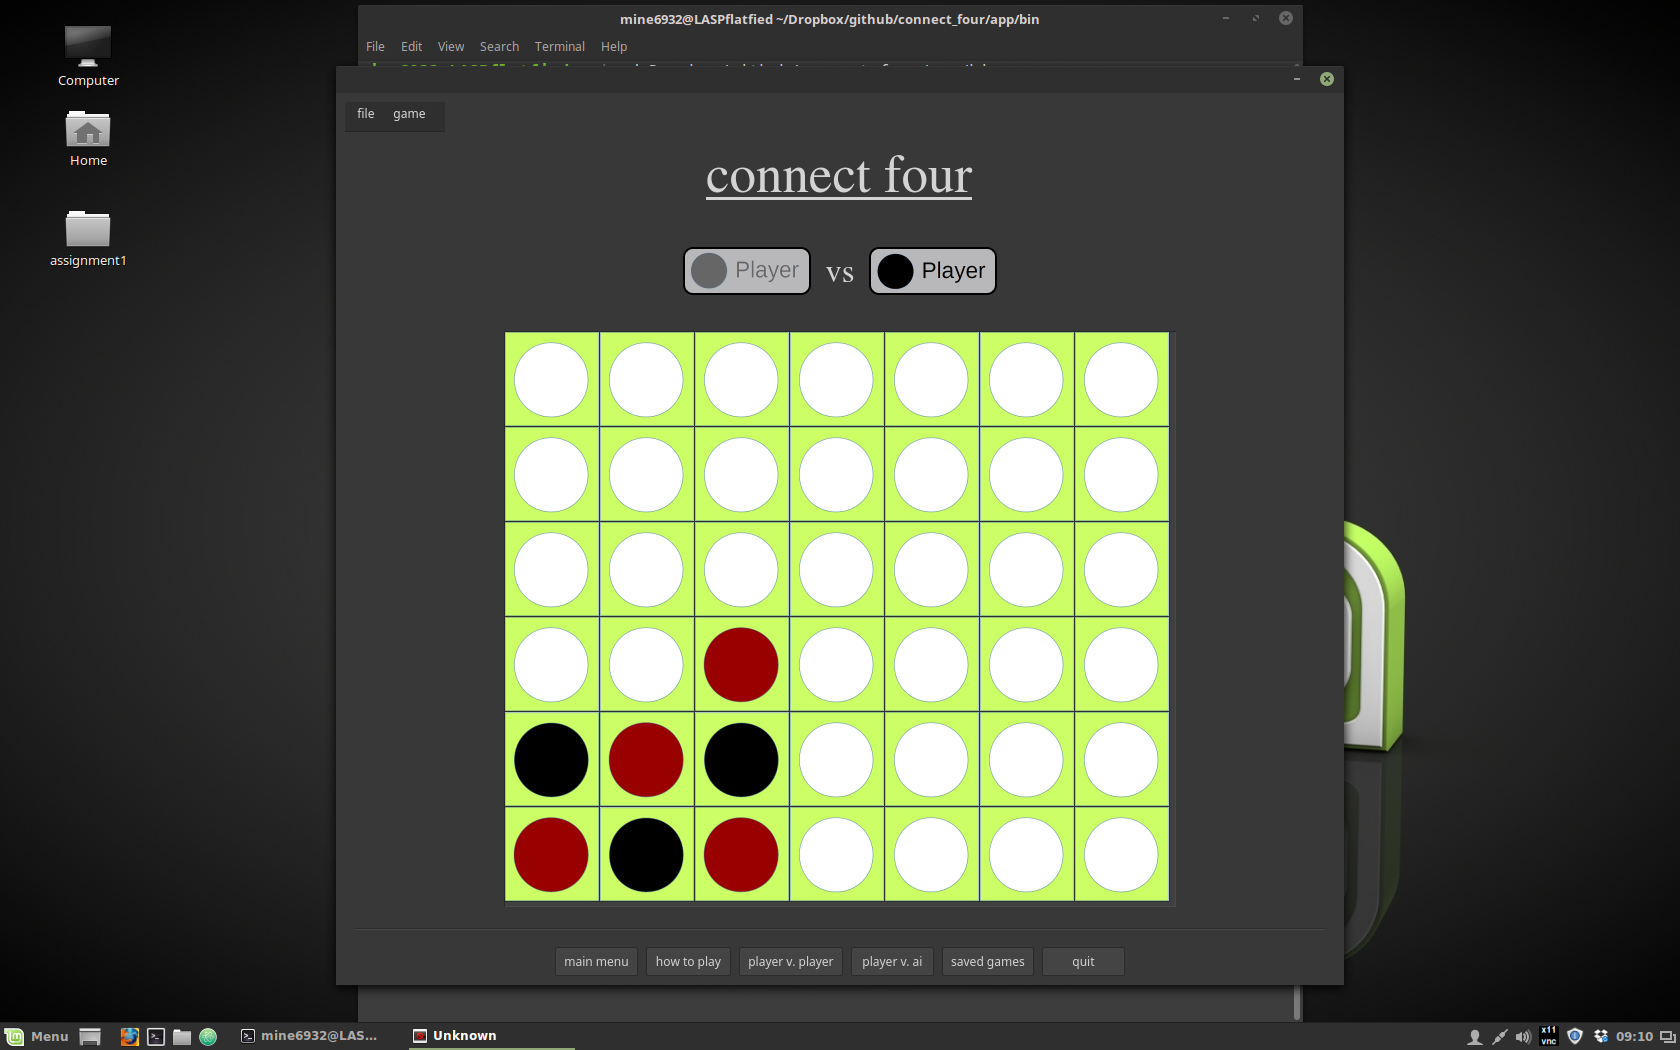 mine6932@LASPflatfied ~/Dropbox/github/connect_four/app/bin
File Edit View Search Terminal Help
Computer
Home
assignment1
file game
connect four
Player vs Player
main menu how to play player v. player player v. ai saved games quit
Menu mine6932@LAS... Unknown x11 vnc 09:10